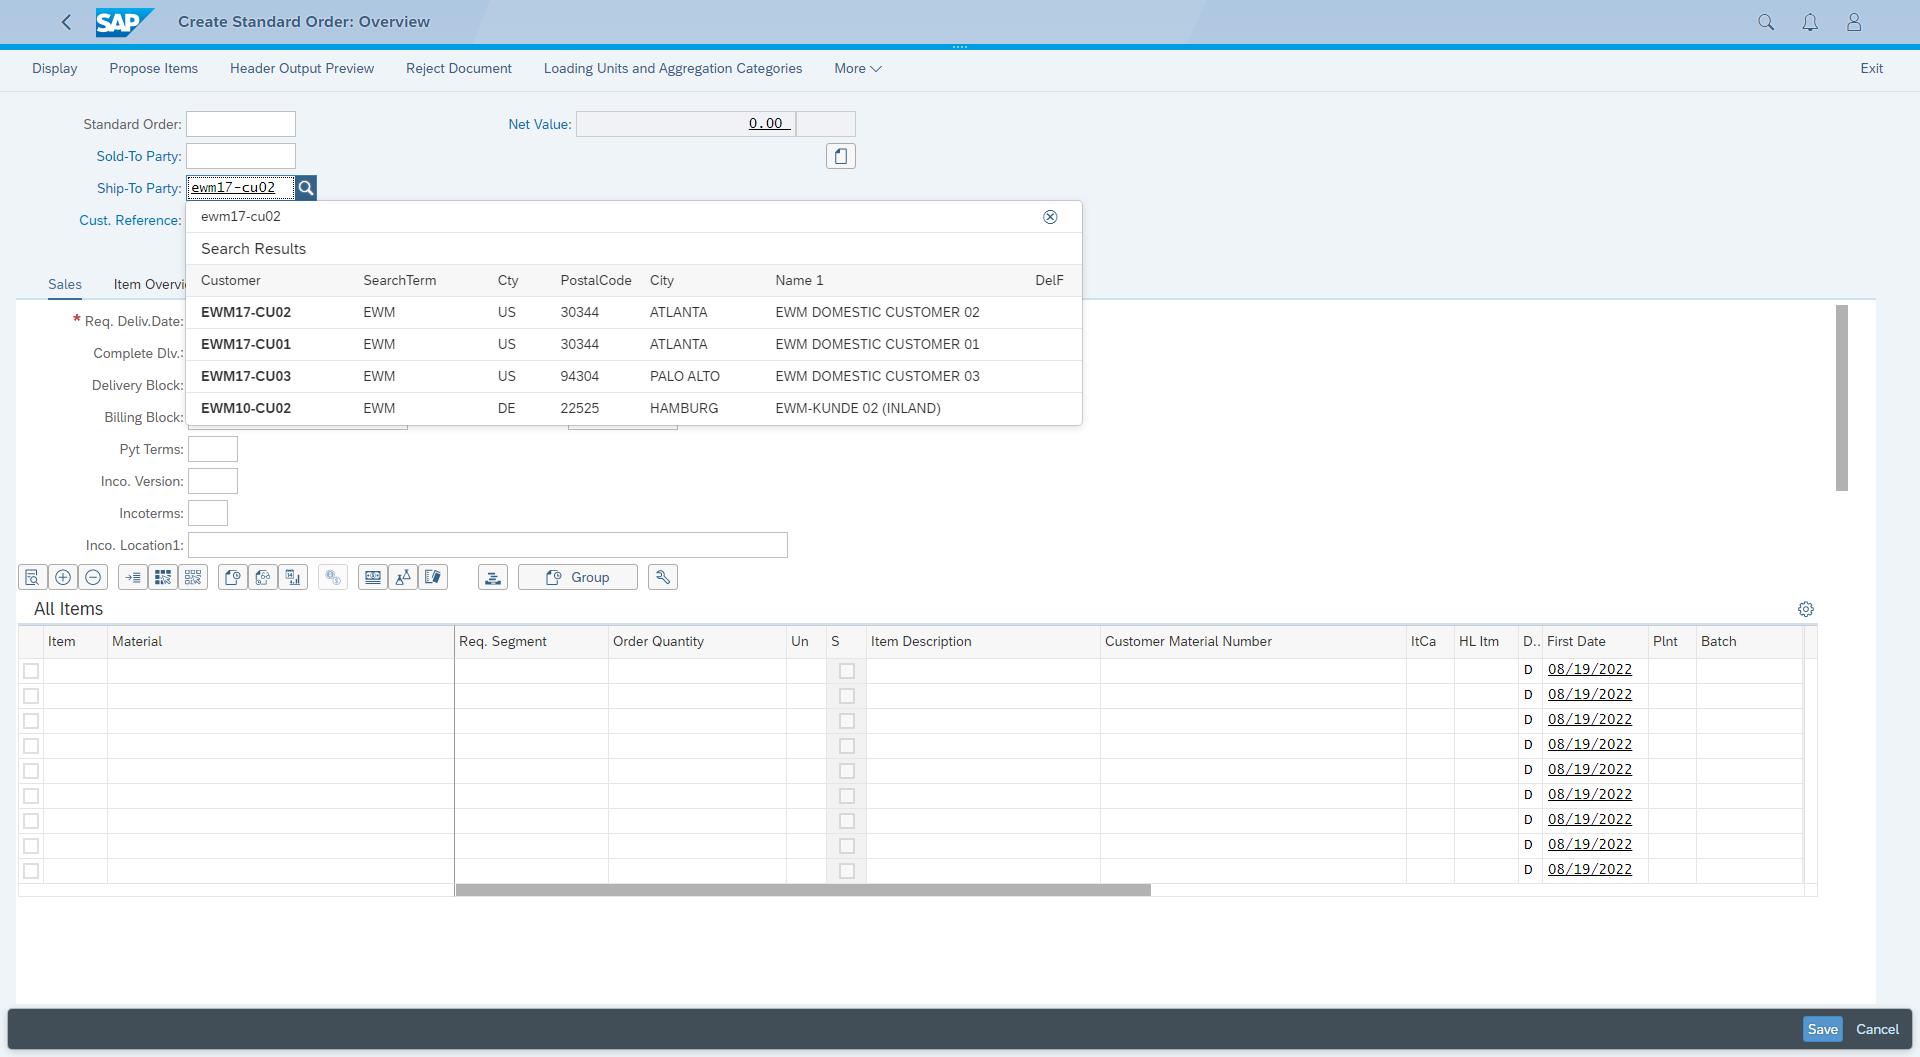 SAP Create Standard Order: Overview
Display Propose Items Header Output Preview Reject Document Loading Units and Aggregation Categories More Exit
Standard Order: Net Value: 0.00
Sold-To Party:
Ship-To Party: ewm17-cu02
Cust. Reference: ewm17-cu02
Search Results
Customer SearchTerm Cty PostalCode City Name 1 DelF
EWM17-CU02 EWM US 30344 ATLANTA EWM DOMESTIC CUSTOMER 02
EWM17-CU01 EWM US 30344 ATLANTA EWM DOMESTIC CUSTOMER 01
EWM17-CU03 EWM US 94304 PALO ALTO EWM DOMESTIC CUSTOMER 03
EWM10-CU02 EWM DE 22525 HAMBURG EWM-KUNDE 02 (INLAND)
Sales Item Overvi
* Req. Deliv.Date:
Complete Dlv.:
Delivery Block:
Billing Block:
Pyt Terms:
Inco. Version:
Incoterms:
Inco. Location1:
Group
All Items
Item Material Req. Segment Order Quantity Un S Item Description Customer Material Number ItCa HL Itm D.. First Date Plnt Batch
D 08/19/2022
D 08/19/2022
D 08/19/2022
D 08/19/2022
D 08/19/2022
D 08/19/2022
D 08/19/2022
D 08/19/2022
D 08/19/2022
Save Cancel